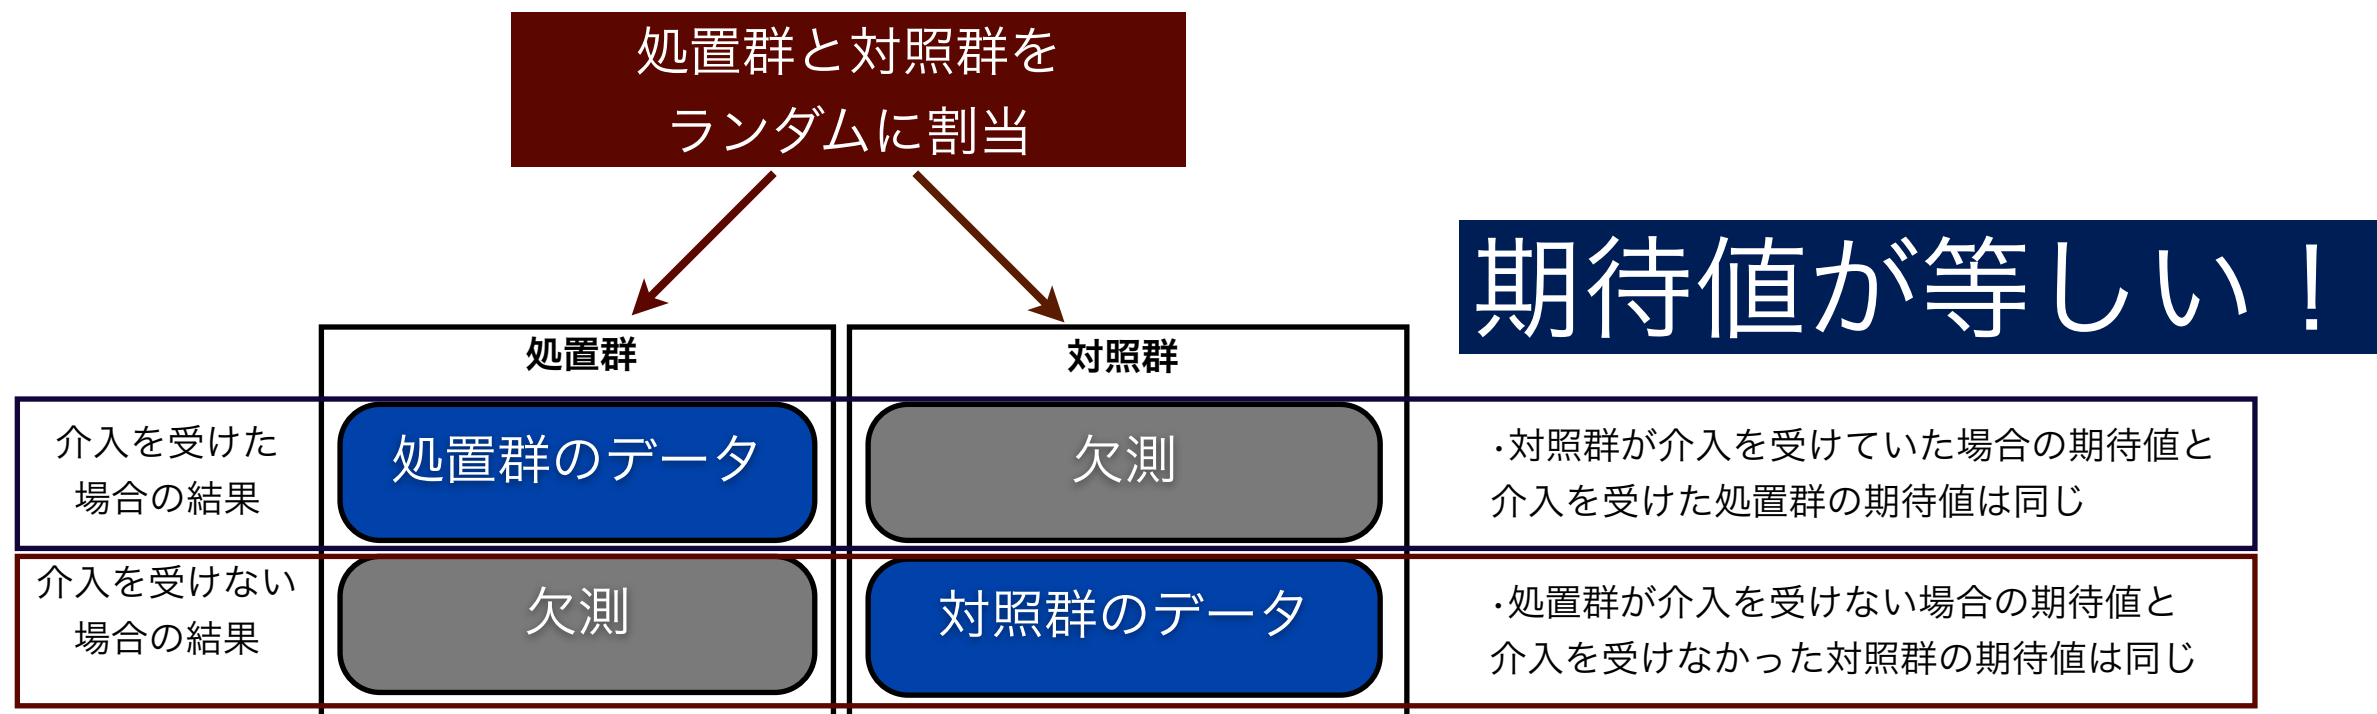 処置群と対照群を
ランダムに割当
期待値が等しい！
処置群
対照群
介入を受けた
場合の結果
処置群のデータ
欠測
・対照群が介入を受けていた場合の期待値と
介入を受けた処置群の期待値は同じ
介入を受けない
場合の結果
欠測
対照群のデータ
・処置群が介入を受けない場合の期待値と
介入を受けなかった対照群の期待値は同じ